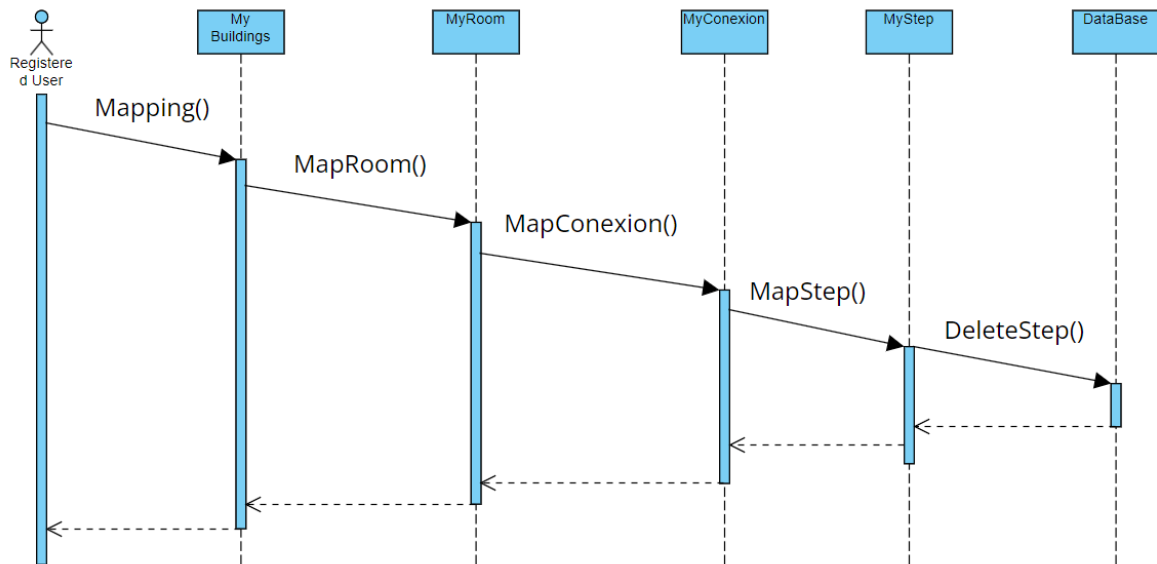 Registere
d User
My
Buildings
MyRoom
MyConexion
MyStep
DataBase
Mapping()
MapRoom()
MapConexion()
MapStep()
DeleteStep()